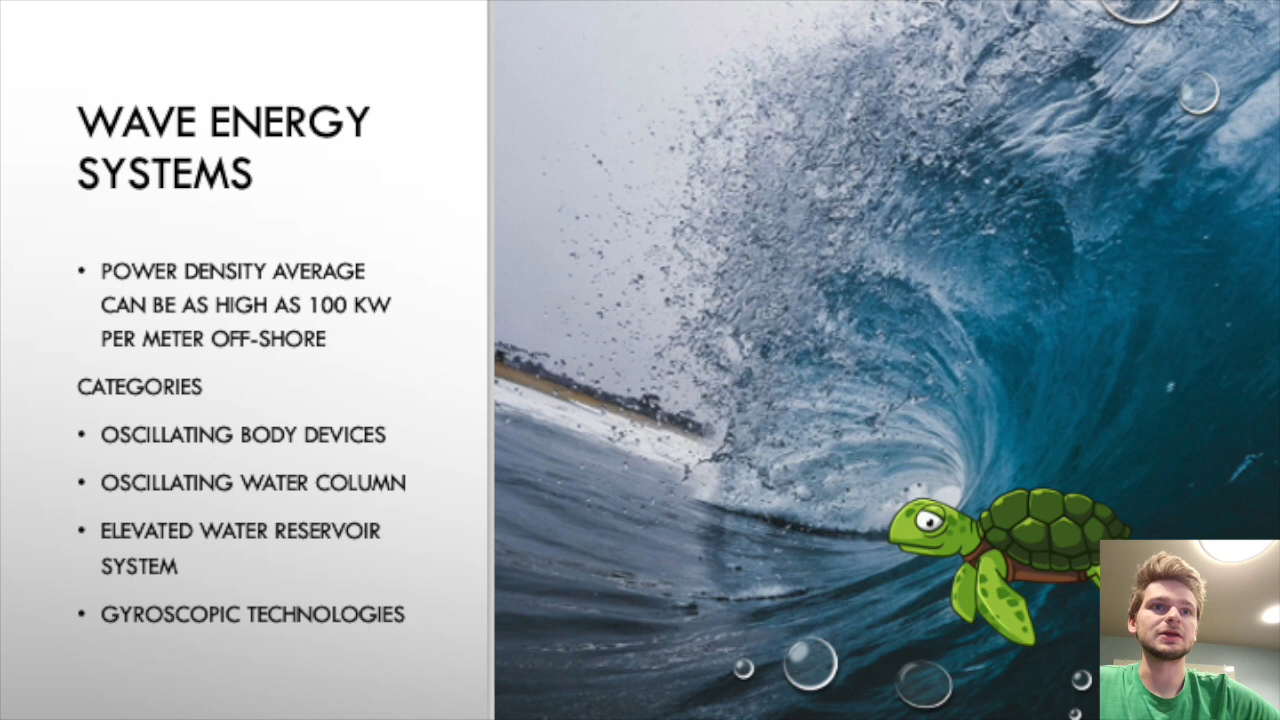 WAVE ENERGY
SYSTEMS
• POWER DENSITY AVERAGE
CAN BE AS HIGH AS 100 KW
PER METER OFF-SHORE
CATEGORIES
• OSCILLATING BODY DEVICES
• OSCILLATING WATER COLUMN
• ELEVATED WATER RESERVOIR
SYSTEM
• GYROSCOPIC TECHNOLOGIES